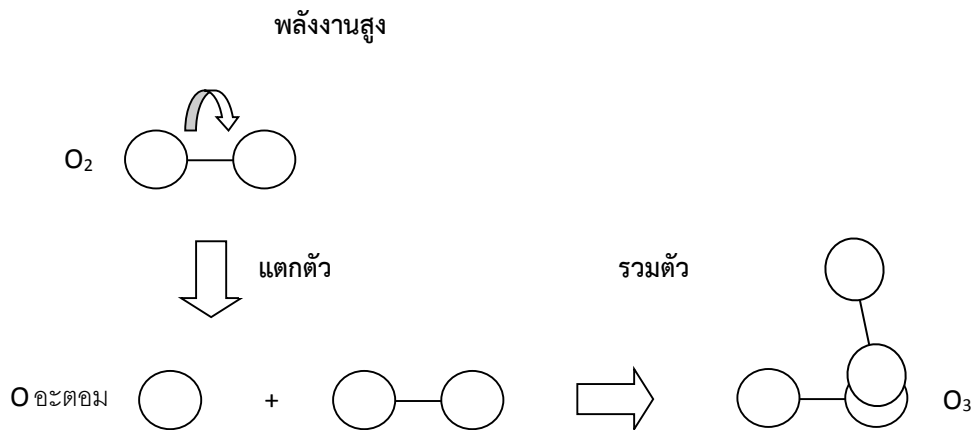 พลังงานสูง
O₂
แตกตัว
รวมตัว
O อะตอม + O₃